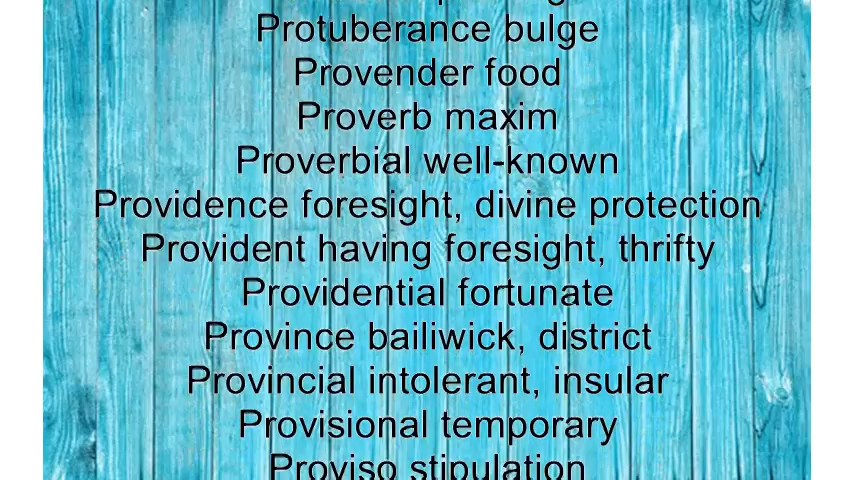 Protuberance bulge
Provender food
Proverb maxim
Proverbial well-known
Providence foresight, divine protection
Provident having foresight, thrifty
Providential fortunate
Province bailiwick, district
Provincial intolerant, insular
Provisional temporary
Proviso stipulation